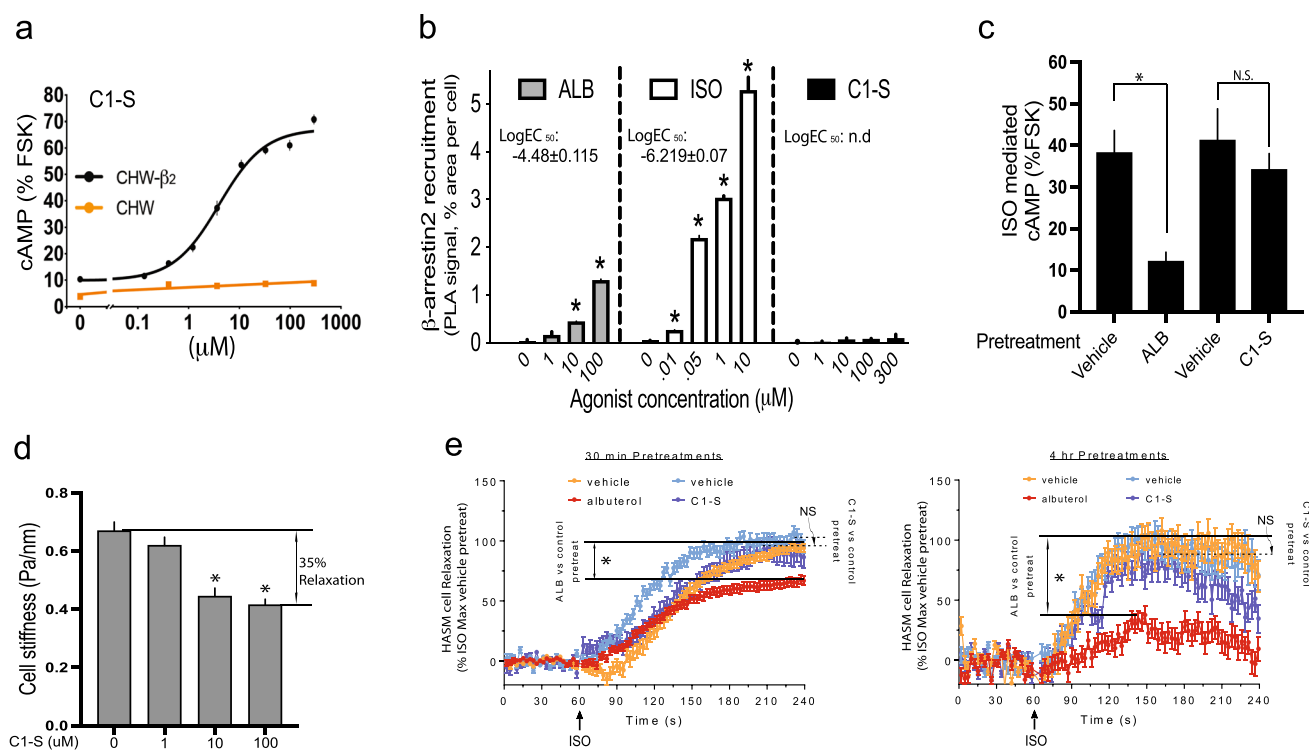 a
C1-S
cAMP (% FSK)
80
70
60
50
40
30
20
10
0
CHW-β2
CHW
0 0.1 1 10 100 1000
(μM)
b
β-arrestin2 recruitment
(PLA signal, % area per cell)
5
4
3
2
1
0
ALB
LogEC 50:
-4.48±0.115
ISO
LogEC 50:
-6.219±0.07
C1-S
LogEC 50: n.d
* * * * * * *
0 1 10 100 0 .01 .05 1 10 0 1 10 100 300
Agonist concentration (μM)
c
ISO mediated
cAMP (%FSK)
60
50
40
30
20
10
0
*
N.S.
Pretreatment Vehicle ALB Vehicle C1-S
d
Cell stiffness (Pa/nm)
0.8
0.6
0.4
0.2
0.0
* *
35%
Relaxation
C1-S (uM) 0 1 10 100
e
30 min Pretreatments
vehicle vehicle
albuterol C1-S
HASM cell Relaxation
(% ISO Max vehicle pretreat)
150
100
50
0
ALB vs control
pretreat
*
NS
C1-S vs control
pretreat
0 30 60 90 120 150 180 210 240
Time (s)
ISO
4 hr Pretreatments
vehicle vehicle
albuterol C1-S
HASM cell Relaxation
(% ISO Max vehicle pretreat)
150
100
50
0
ALB vs control
pretreat
*
NS
C1-S vs control
pretreat
0 30 60 90 120 150 180 210 240
Time (s)
ISO